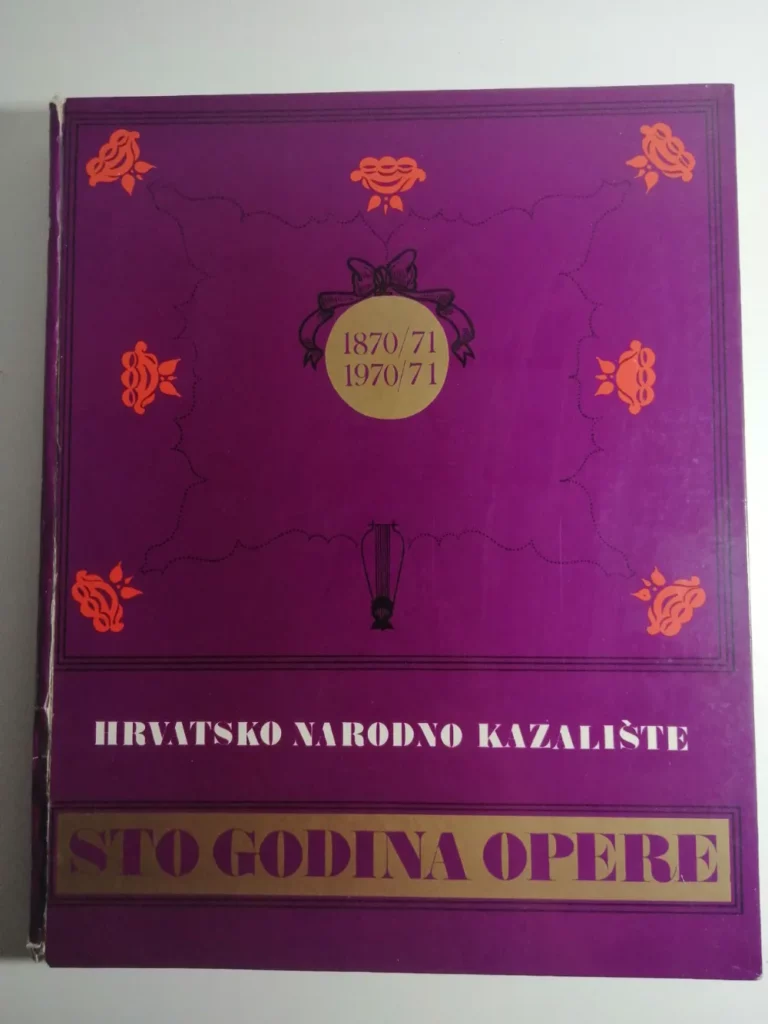 1870/71
1970/71
HRVATSKO NARODNO KAZALIŠTE
STO GODINA OPERE